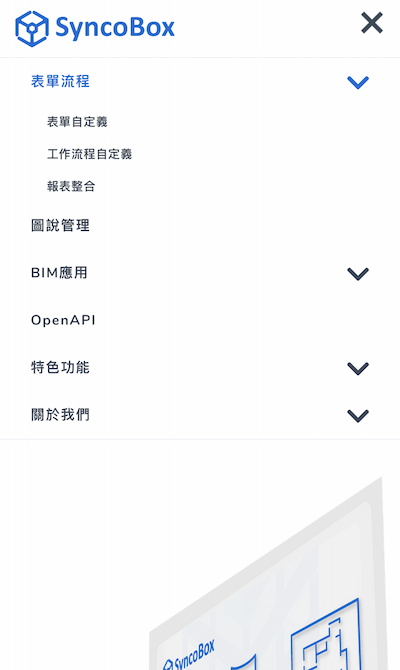 SyncoBox
表單流程
表單自定義
工作流程自定義
報表整合
圖說管理
BIM應用
OpenAPI
特色功能
關於我們
SyncoBox